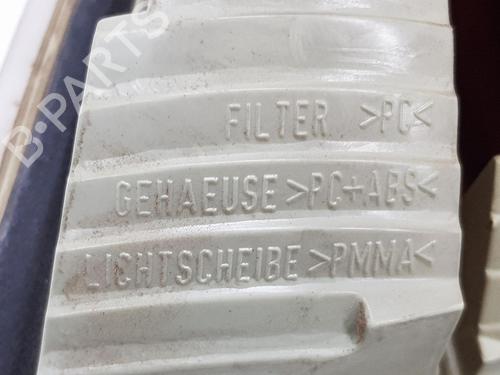 B-PARTS
FILTER >PC<
GEHAEUSE >PC+ABS<
LICHTSCHEIBE >PMMA<